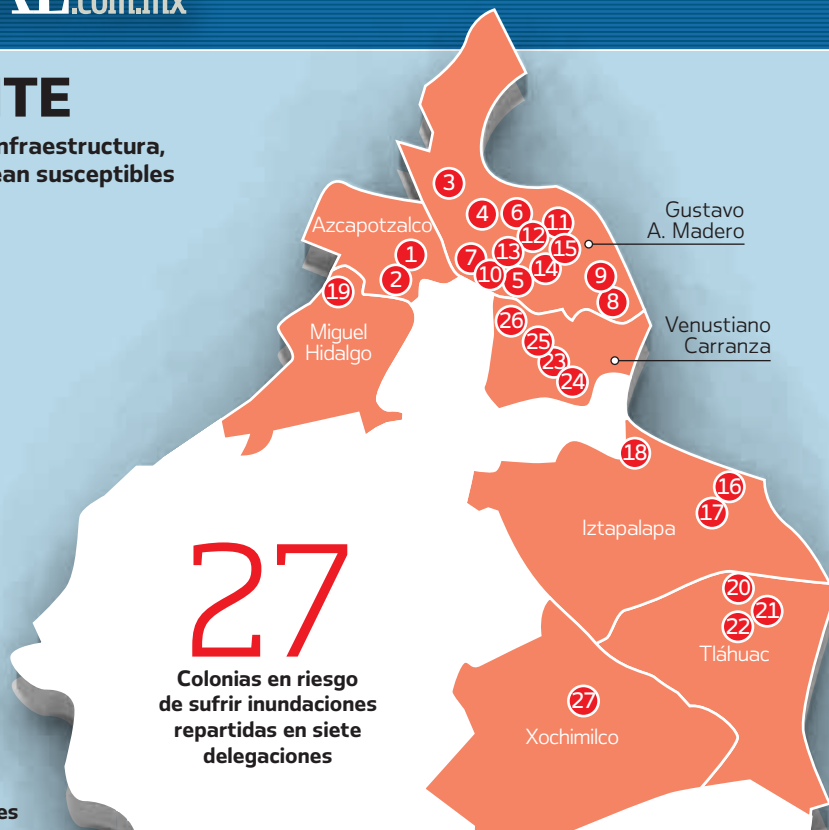 .com.mx
NTE
nfraestructura,
ean susceptibles
3
4
6
11
12
15
7
13
10
5
14
9
8
Gustavo
A. Madero
Azcapotzalco
1
2
19
Miguel
Hidalgo
26
25
23
24
Venustiano
Carranza
18
16
17
Iztapalapa
27
Colonias en riesgo
de sufrir inundaciones
repartidas en siete
delegaciones
20
21
22
Tláhuac
27
Xochimilco
es